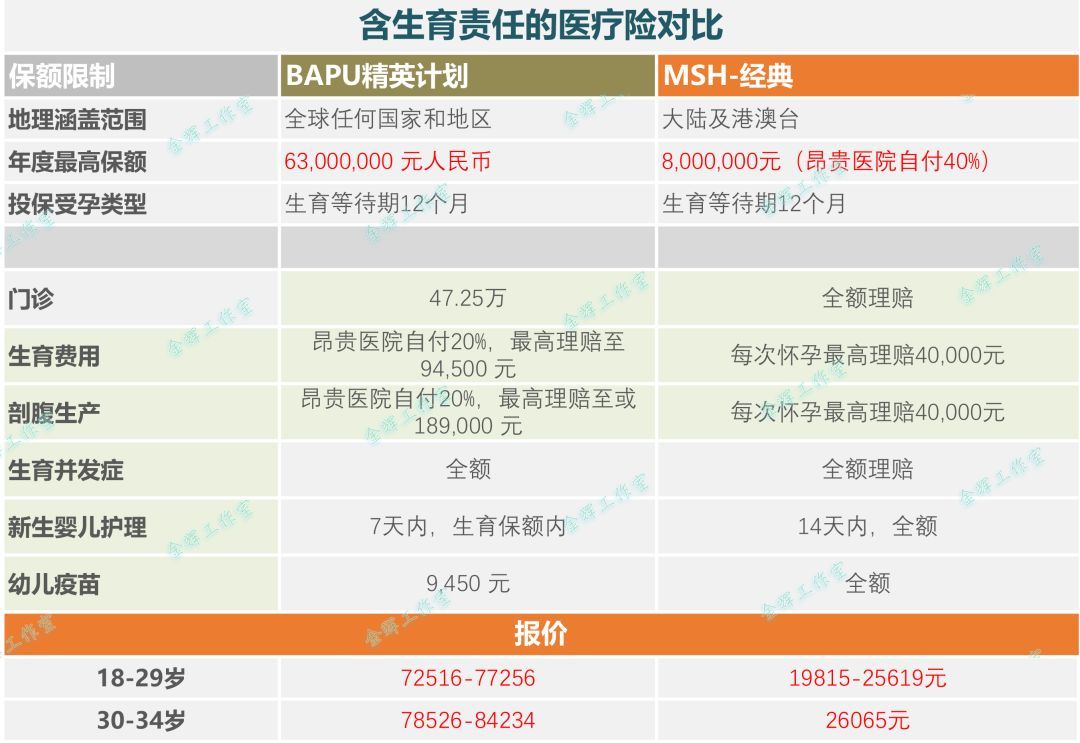 含生育责任的医疗险对比
保额限制 BAPU精英计划 MSH-经典
地理涵盖范围 全球任何国家和地区 大陆及港澳台
年度最高保额 63,000,000 元人民币 8,000,000元（昂贵医院自付40%）
投保受孕类型 生育等待期12个月 生育等待期12个月
门诊 47.25万 全额理赔
生育费用 昂贵医院自付20%，最高理赔至 94,500 元 每次怀孕最高理赔40,000元
剖腹生产 昂贵医院自付20%，最高理赔至或 189,000 元 每次怀孕最高理赔40,000元
生育并发症 全额 全额理赔
新生婴儿护理 7天内，生育保额内 14天内，全额
幼儿疫苗 9,450 元 全额
报价
18-29岁 72516-77256 19815-25619元
30-34岁 78526-84234 26065元
金辉工作室